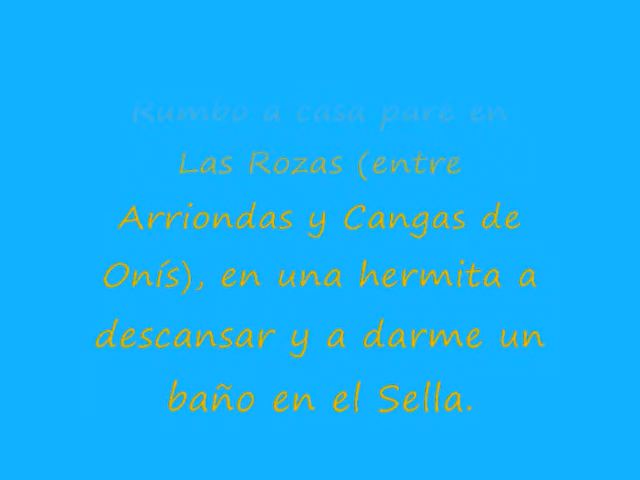 Rumbo a casa paré en
Las Rozas (entre
Arriondas y Cangas de
Onís), en una hermita a
descansar y a darme un
baño en el Sella.